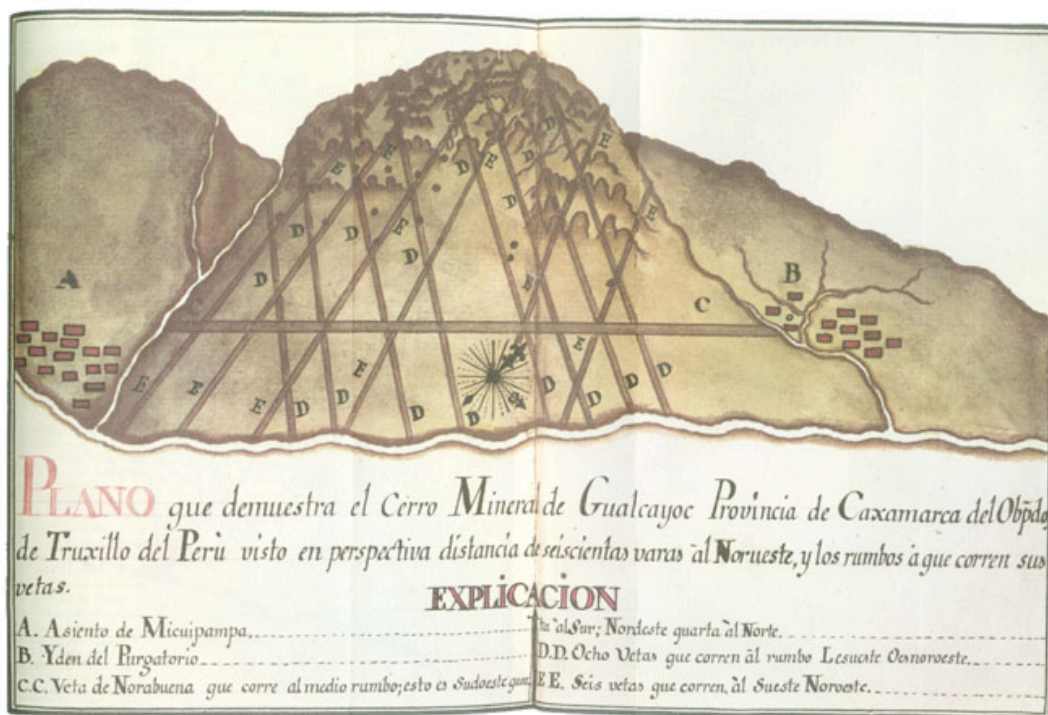 A
B
C
PLANO que demuestra el Cerro Mineral de Gualcayoc Provincia de Caxamarca del Obpdo,
de Truxillo del Perù visto en perspectiva distancia de seiscientas varas al Norueste, y los rumbos à que corren sus
vetas.
EXPLICACION
A. Asiento de Micuipampa.
B. Yden del Purgatorio
C.C. Veta de Norabuena que corre al medio rumbo; esto es Sudoeste
ta al Sur; Nordeste quarta al Norte.
D.D. Ocho Vetas que corren al rumbo Lesueste Oesnoroeste.
E E. Seis vetas que corren, al Sueste Noroeste.